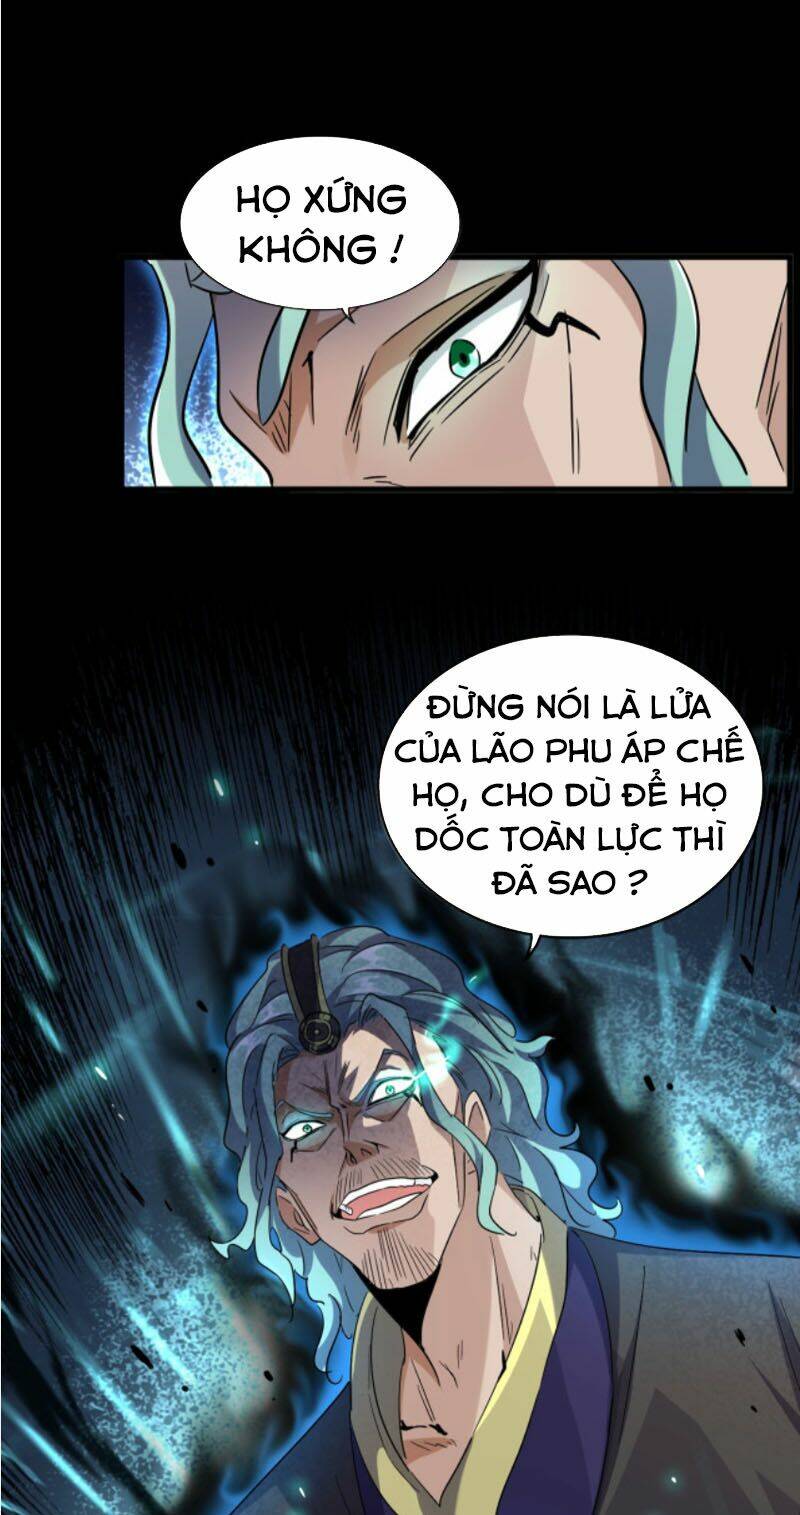 HỌ XỨNG
KHÔNG !
ĐỪNG NÓI LÀ LỬA
CỦA LÃO PHU ÁP CHẾ
HỌ, CHO DÙ ĐỂ HỌ
DỐC TOÀN LỰC THÌ
ĐÃ SAO ?